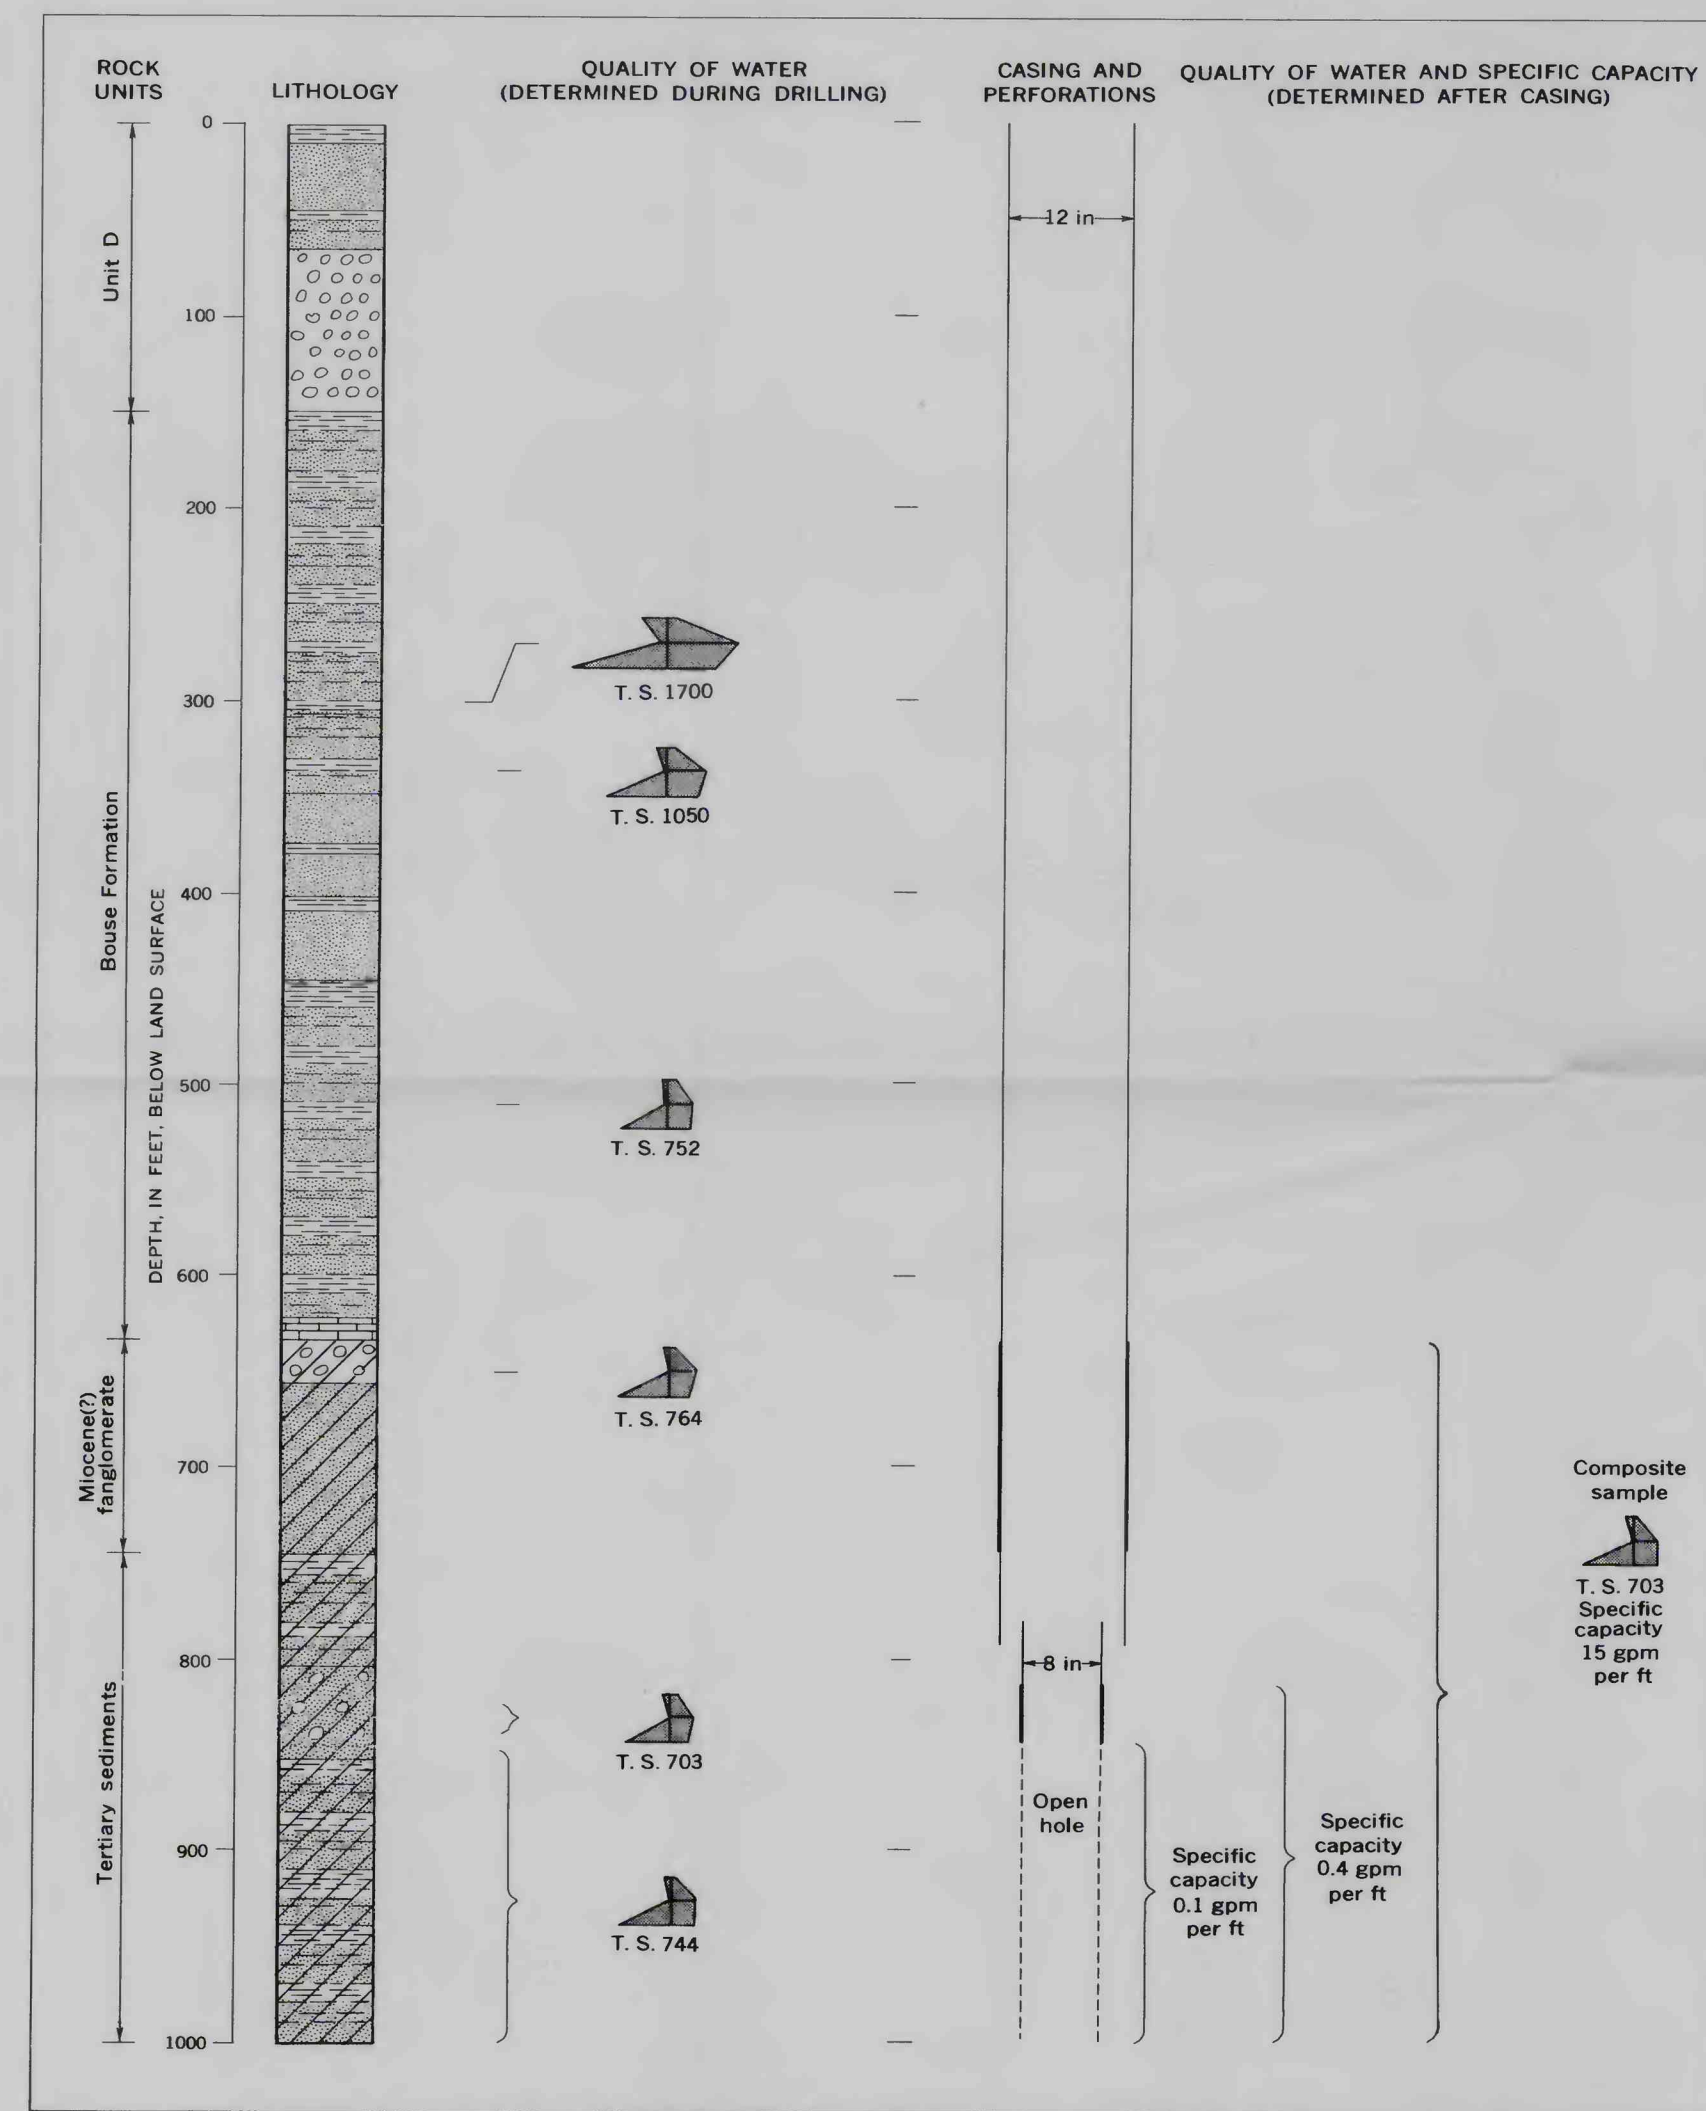 ROCK
UNITS
LITHOLOGY
QUALITY OF WATER
(DETERMINED DURING DRILLING)
CASING AND
PERFORATIONS
QUALITY OF WATER AND SPECIFIC CAPACITY
(DETERMINED AFTER CASING)
0
12 in
Unit D
100
200
T. S. 1700
300
T. S. 1050
Bouse Formation
400
DEPTH, IN FEET, BELOW LAND SURFACE
500
T. S. 752
600
T. S. 764
Miocene(?)
fanglomerate
700
Composite
sample
T. S. 703
Specific
capacity
15 gpm
per ft
800
8 in
T. S. 703
Tertiary sediments
Open
hole
Specific
capacity
0.4 gpm
per ft
Specific
capacity
0.1 gpm
per ft
900
T. S. 744
1000